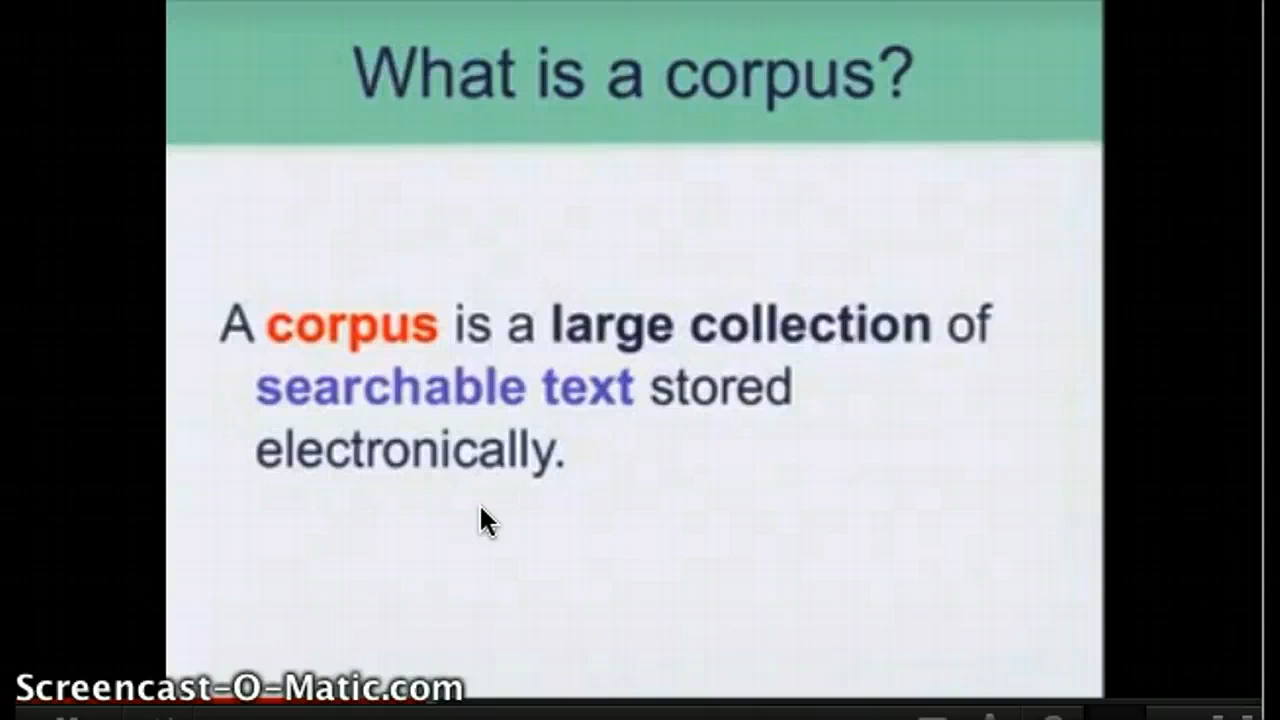 What is a corpus?
A corpus is a large collection of
searchable text stored
electronically.
Screencast-O-Matic.com